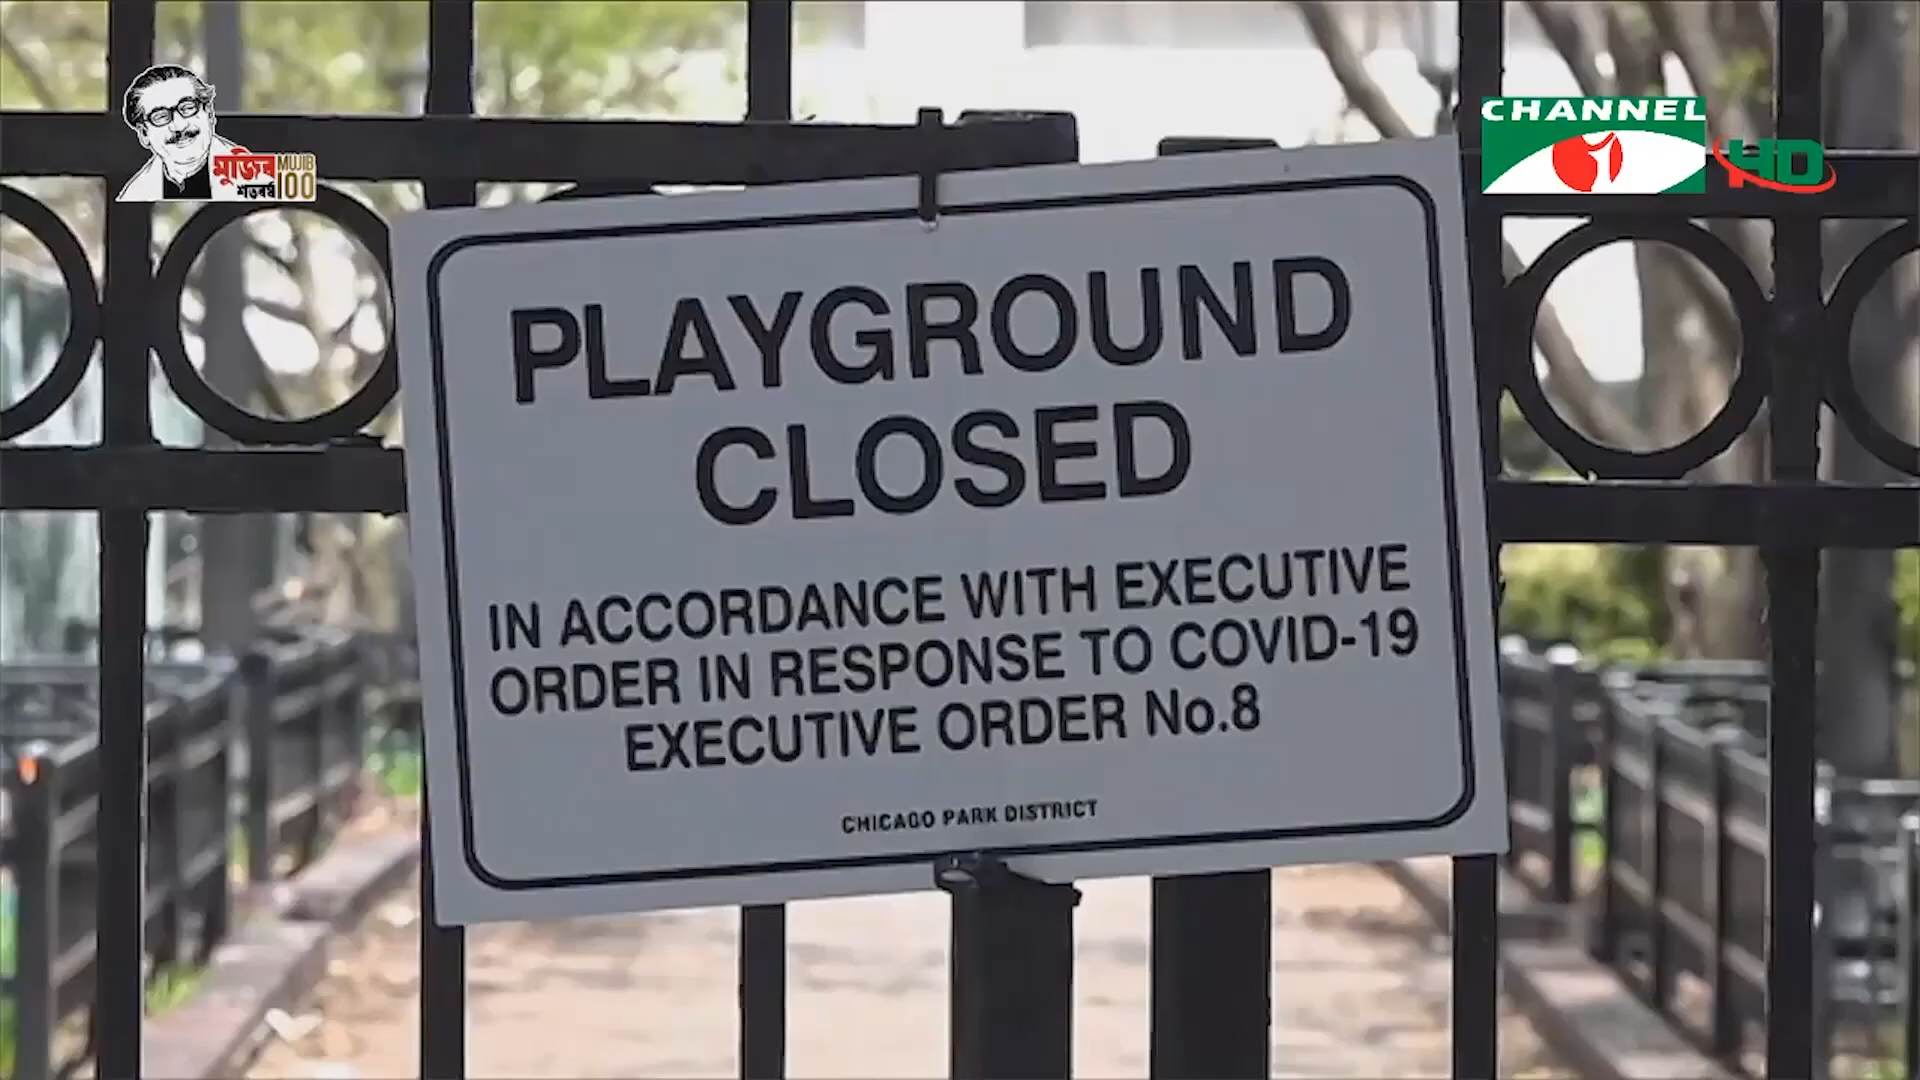 মুজিব
শতবর্ষ
MUJIB
100
CHANNEL
HD
PLAYGROUND
CLOSED
IN ACCORDANCE WITH EXECUTIVE
ORDER IN RESPONSE TO COVID-19
EXECUTIVE ORDER No.8
CHICAGO PARK DISTRICT